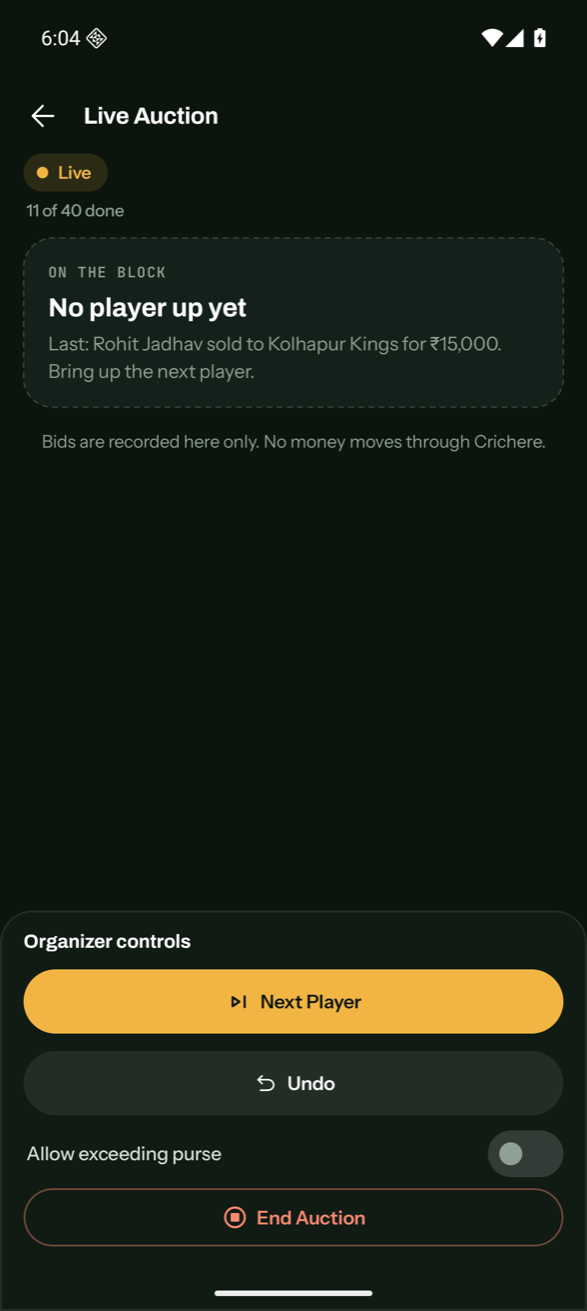 6:04
Live Auction
Live
11 of 40 done
ON THE BLOCK
No player up yet
Last: Rohit Jadhav sold to Kolhapur Kings for ₹15,000.
Bring up the next player.
Bids are recorded here only. No money moves through Crichere.
Organizer controls
Next Player
Undo
Allow exceeding purse
End Auction